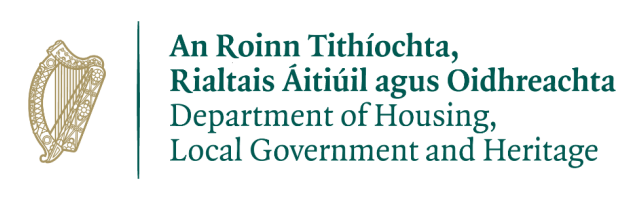 An Roinn Tithíochta,
Rialtais Áitiúil agus Oidhreachta
Department of Housing,
Local Government and Heritage